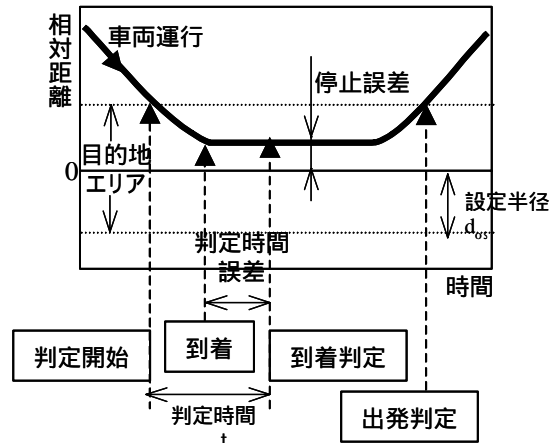 相対距離
車両運行
停止誤差
目的地
エリア
0
設定半径
dos
判定時間
誤差
時間
判定開始
到着
到着判定
判定時間
t
出発判定